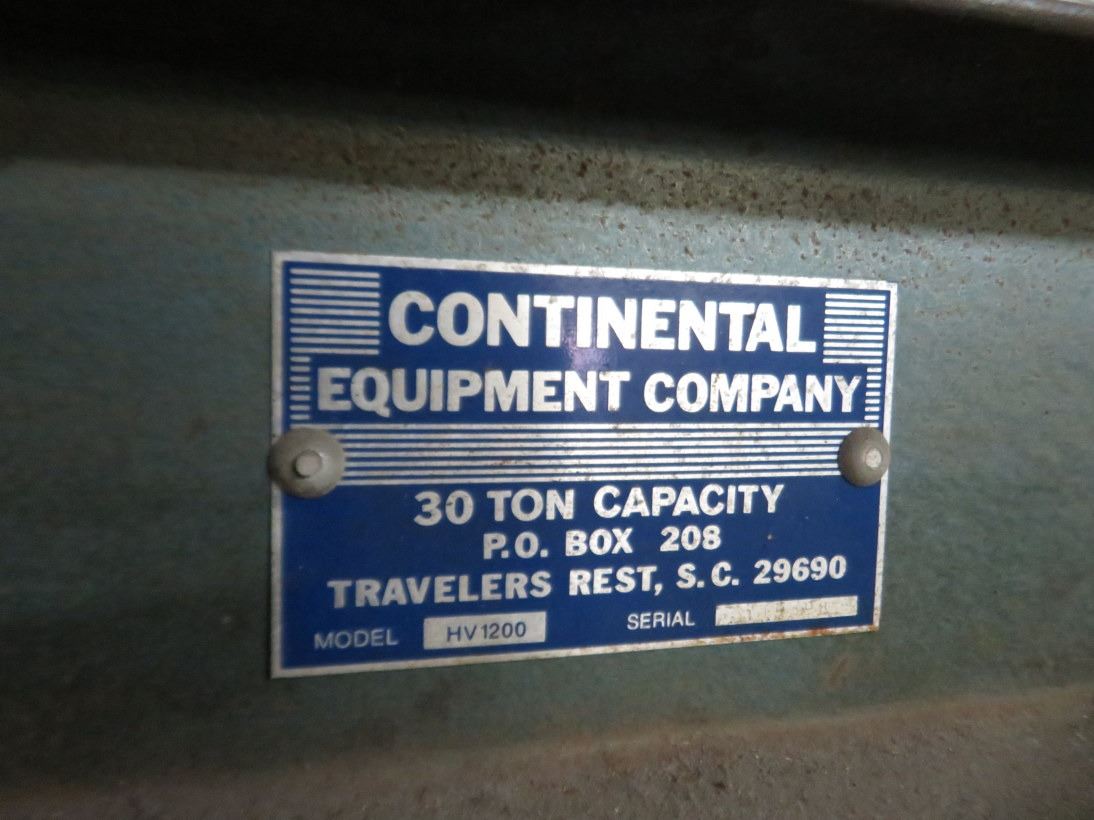 CONTINENTAL
EQUIPMENT COMPANY
30 TON CAPACITY
P.O. BOX 208
TRAVELERS REST, S.C. 29690
MODEL HV1200 SERIAL